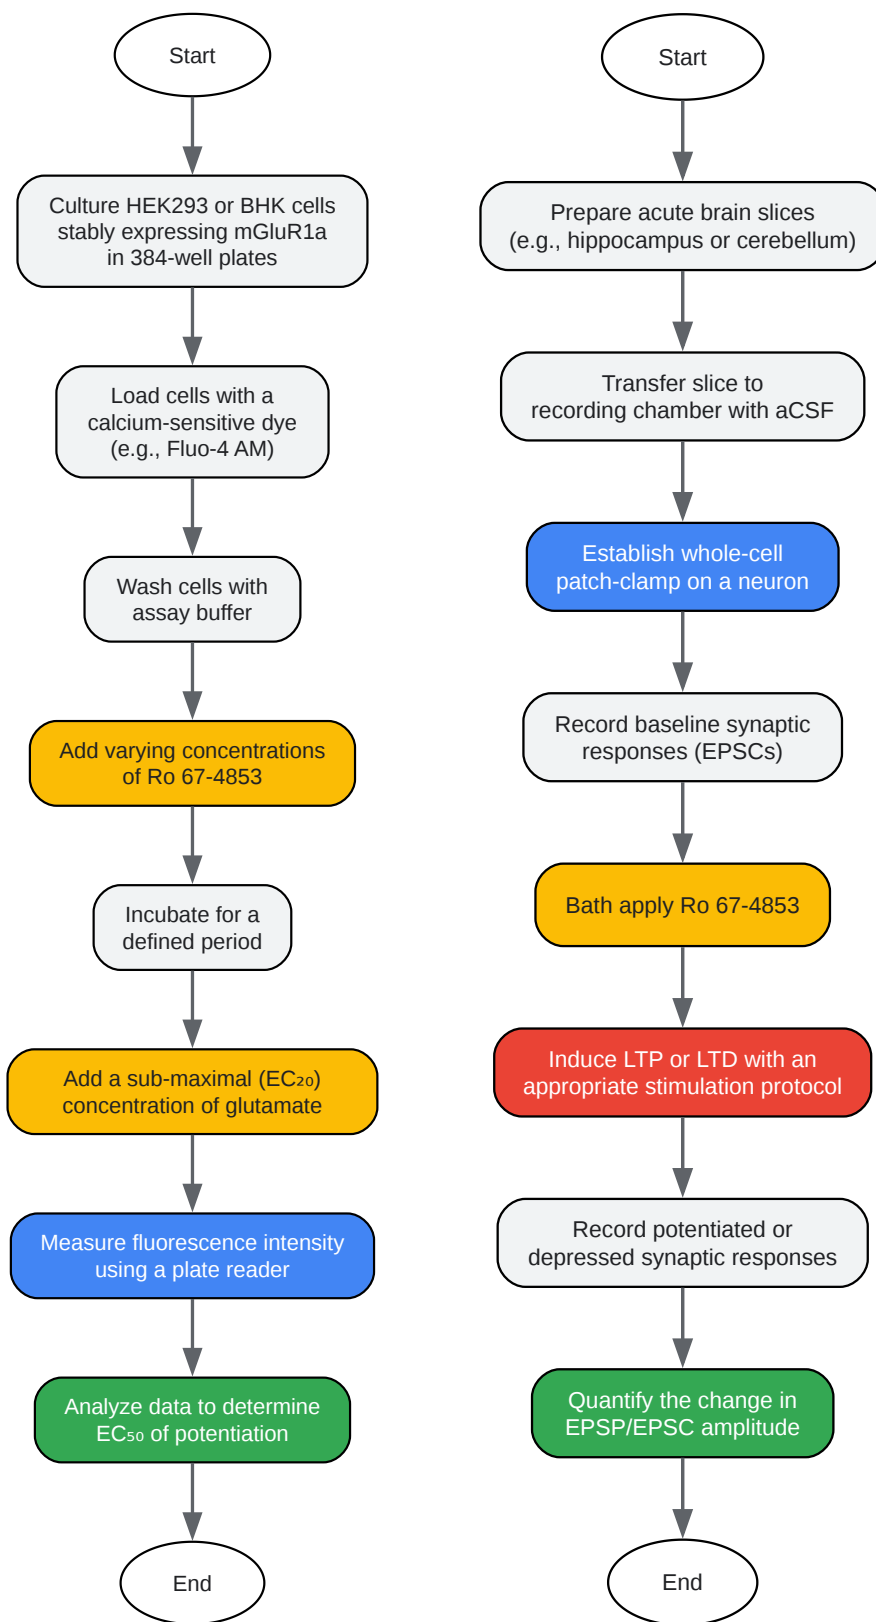 Start
Culture HEK293 or BHK cells
stably expressing mGluR1a
in 384-well plates
Load cells with a
calcium-sensitive dye
(e.g., Fluo-4 AM)
Wash cells with
assay buffer
Add varying concentrations
of Ro 67-4853
Incubate for a
defined period
Add a sub-maximal (EC₂₀)
concentration of glutamate
Measure fluorescence intensity
using a plate reader
Analyze data to determine
EC₅₀ of potentiation
End
Start
Prepare acute brain slices
(e.g., hippocampus or cerebellum)
Transfer slice to
recording chamber with aCSF
Establish whole-cell
patch-clamp on a neuron
Record baseline synaptic
responses (EPSCs)
Bath apply Ro 67-4853
Induce LTP or LTD with an
appropriate stimulation protocol
Record potentiated or
depressed synaptic responses
Quantify the change in
EPSP/EPSC amplitude
End